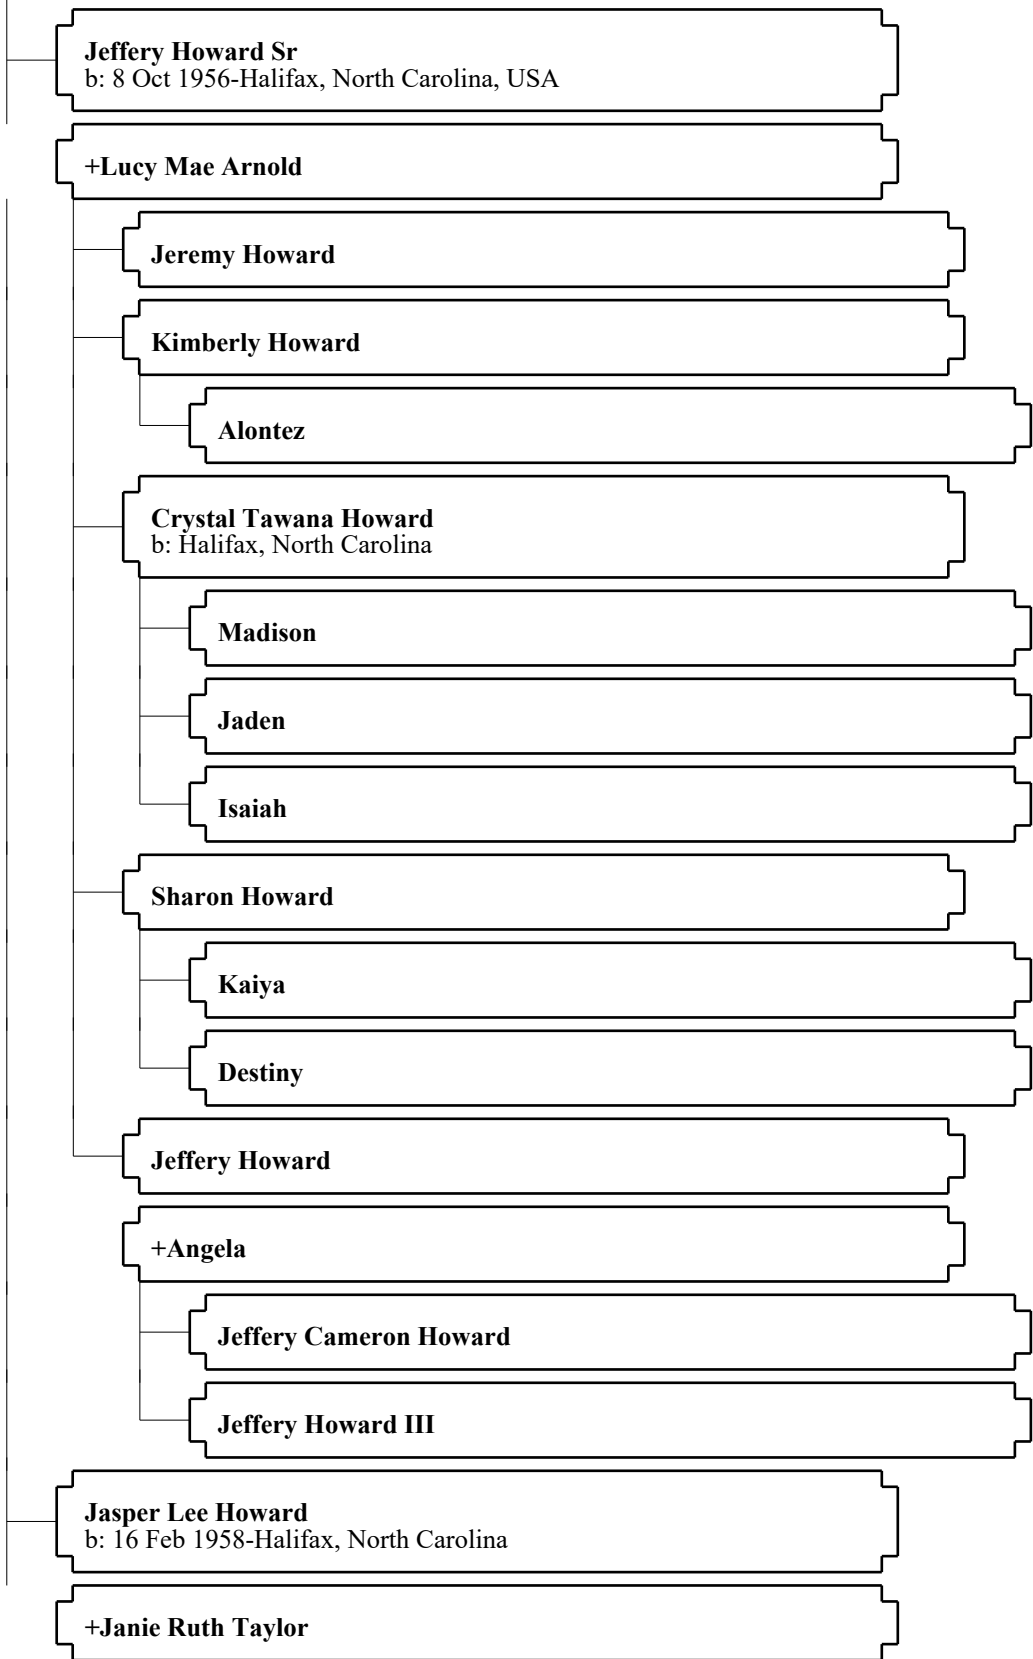 Jeffery Howard Sr
b: 8 Oct 1956-Halifax, North Carolina, USA
+Lucy Mae Arnold
Jeremy Howard
Kimberly Howard
Alontez
Crystal Tawana Howard
b: Halifax, North Carolina
Madison
Jaden
Isaiah
Sharon Howard
Kaiya
Destiny
Jeffery Howard
+Angela
Jeffery Cameron Howard
Jeffery Howard III
Jasper Lee Howard
b: 16 Feb 1958-Halifax, North Carolina
+Janie Ruth Taylor